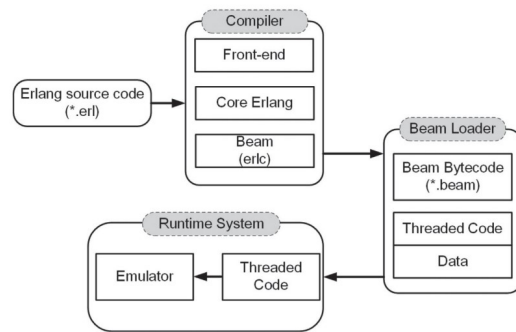 Compiler
Front-end
Erlang source code
(*.erl)
Core Erlang
Beam
(erlc)
Beam Loader
Beam Bytecode
(*.beam)
Threaded Code
Data
Runtime System
Emulator
Threaded
Code